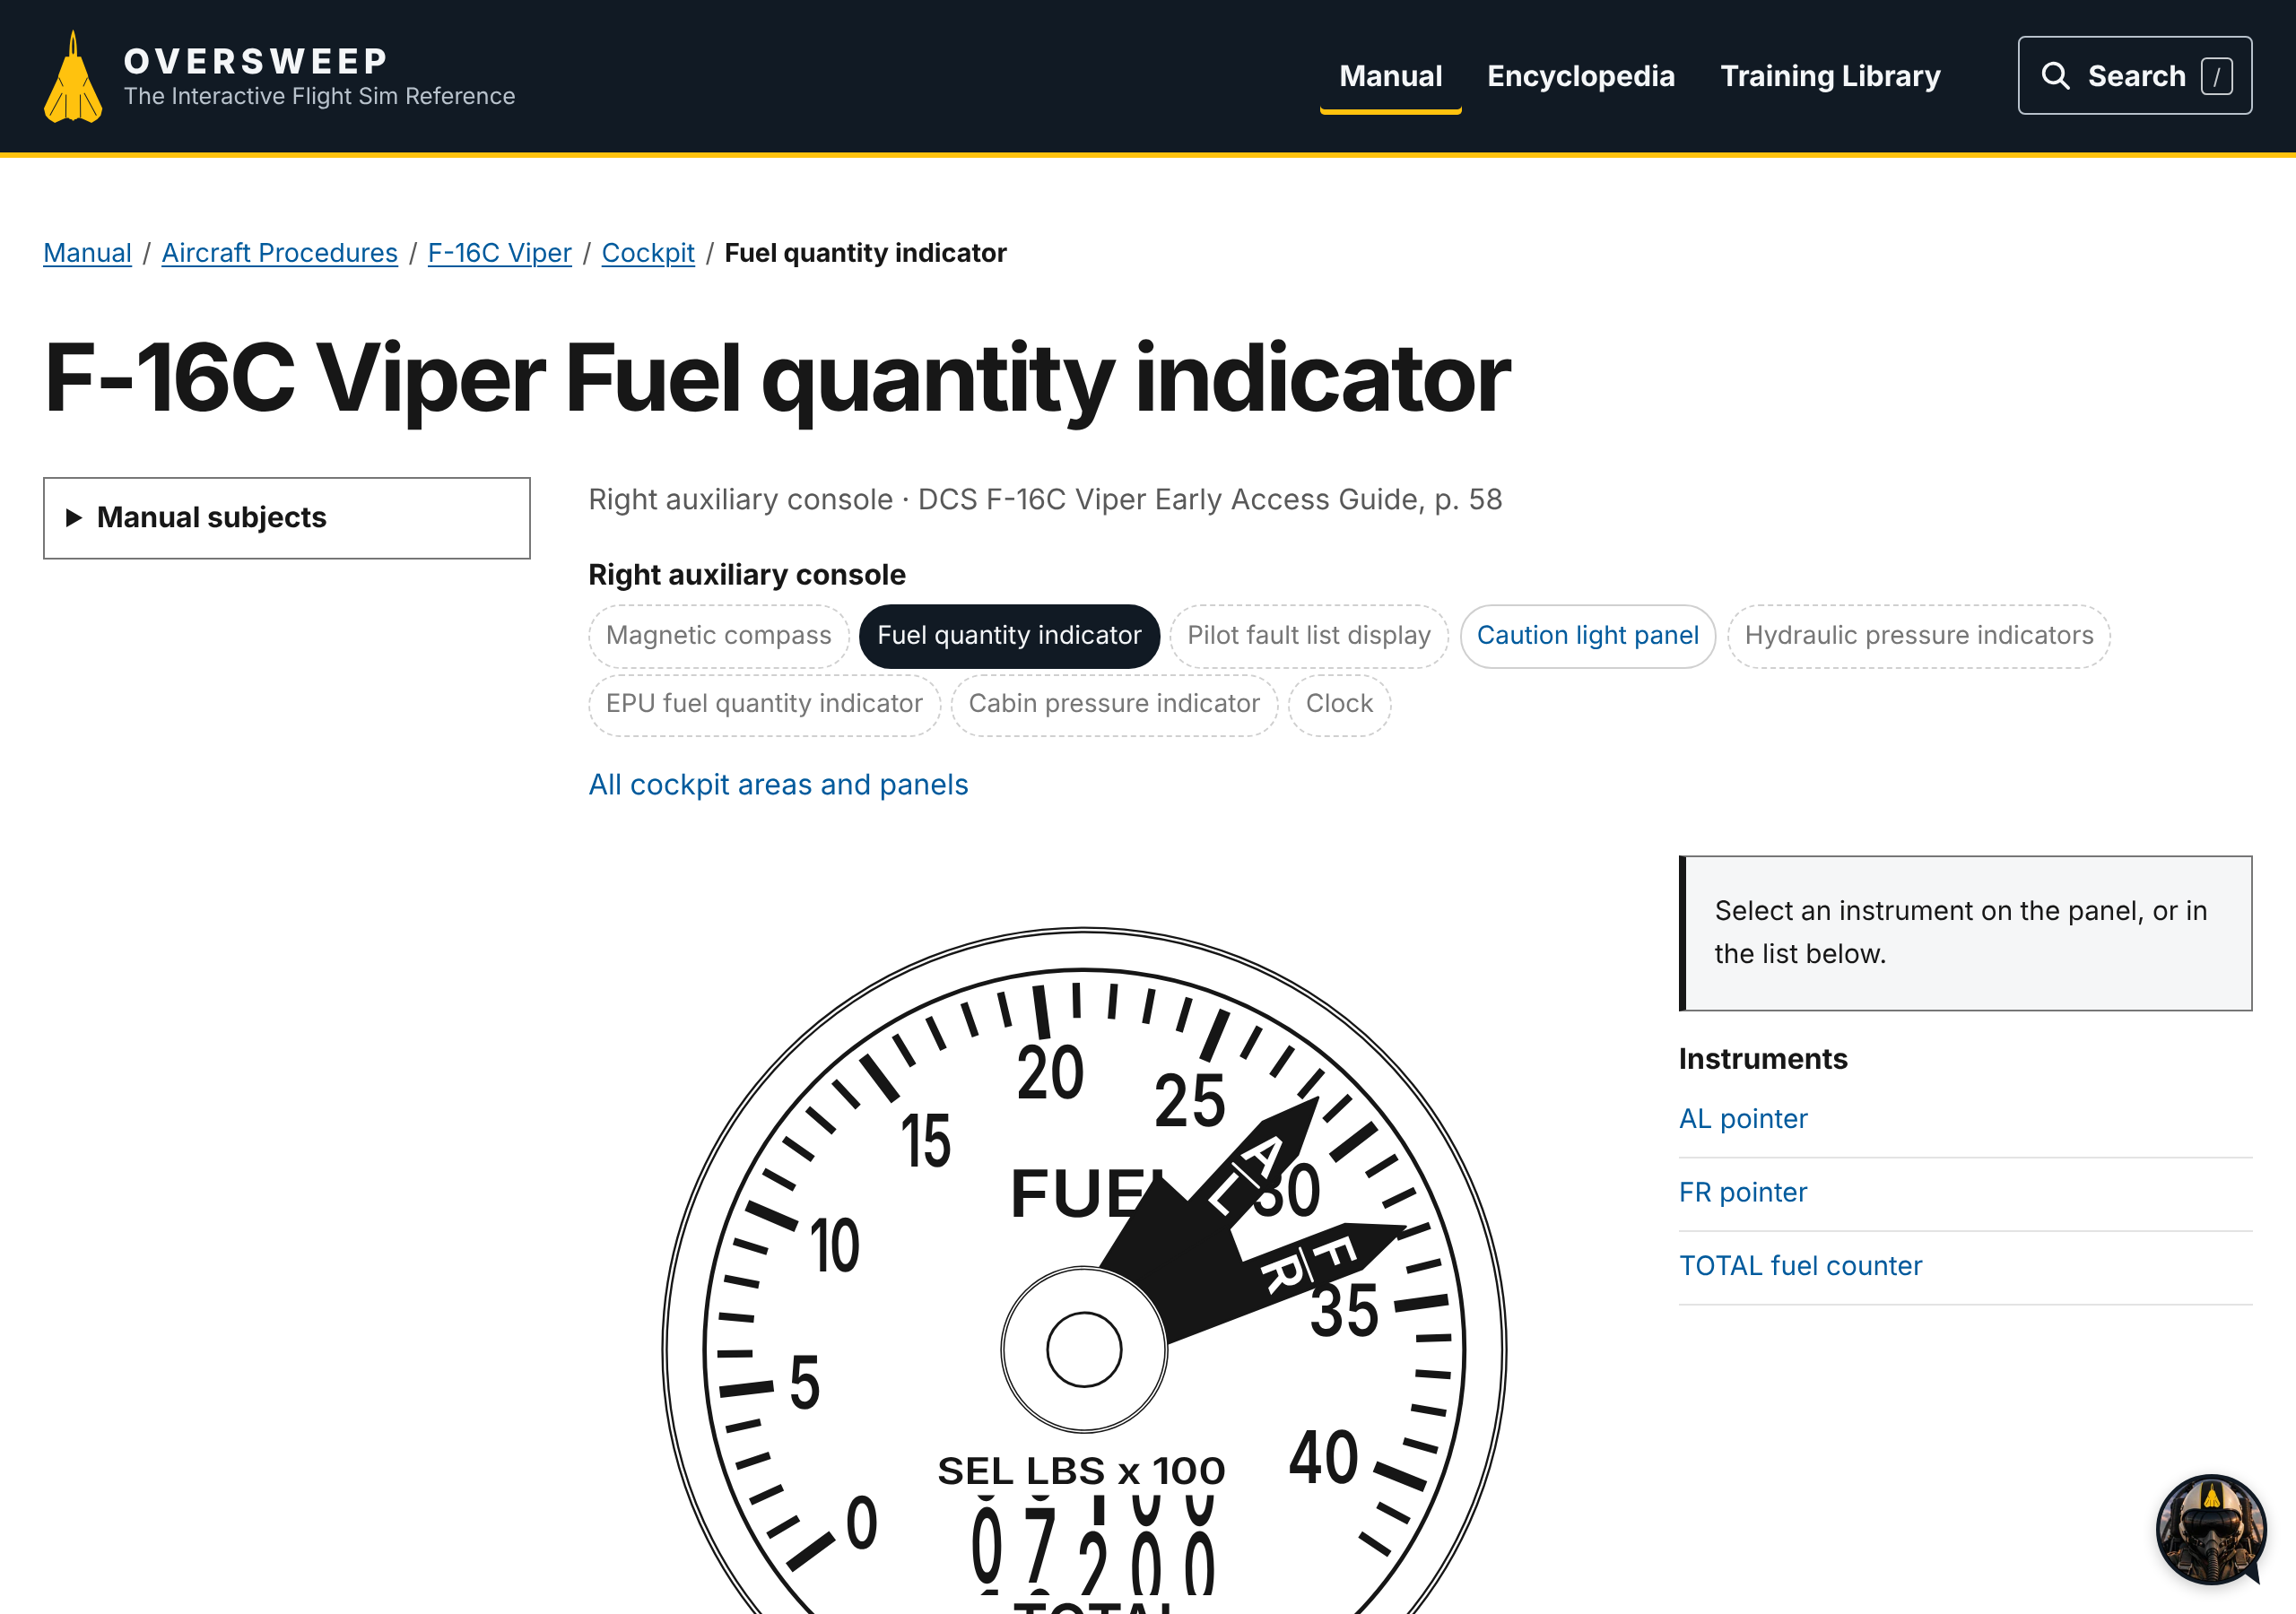 OVERSWEEP
The Interactive Flight Sim Reference
Manual Encyclopedia Training Library Search /
Manual / Aircraft Procedures / F-16C Viper / Cockpit / Fuel quantity indicator
F-16C Viper Fuel quantity indicator
Manual subjects
Right auxiliary console · DCS F-16C Viper Early Access Guide, p. 58
Right auxiliary console
Magnetic compass Fuel quantity indicator Pilot fault list display Caution light panel Hydraulic pressure indicators
EPU fuel quantity indicator Cabin pressure indicator Clock
All cockpit areas and panels
Select an instrument on the panel, or in
the list below.
Instruments
AL pointer
FR pointer
TOTAL fuel counter
20
25
15
A
L
30
FUEL
10
F
R
35
5
40
SEL LBS x 100
0
07200
TOTAL